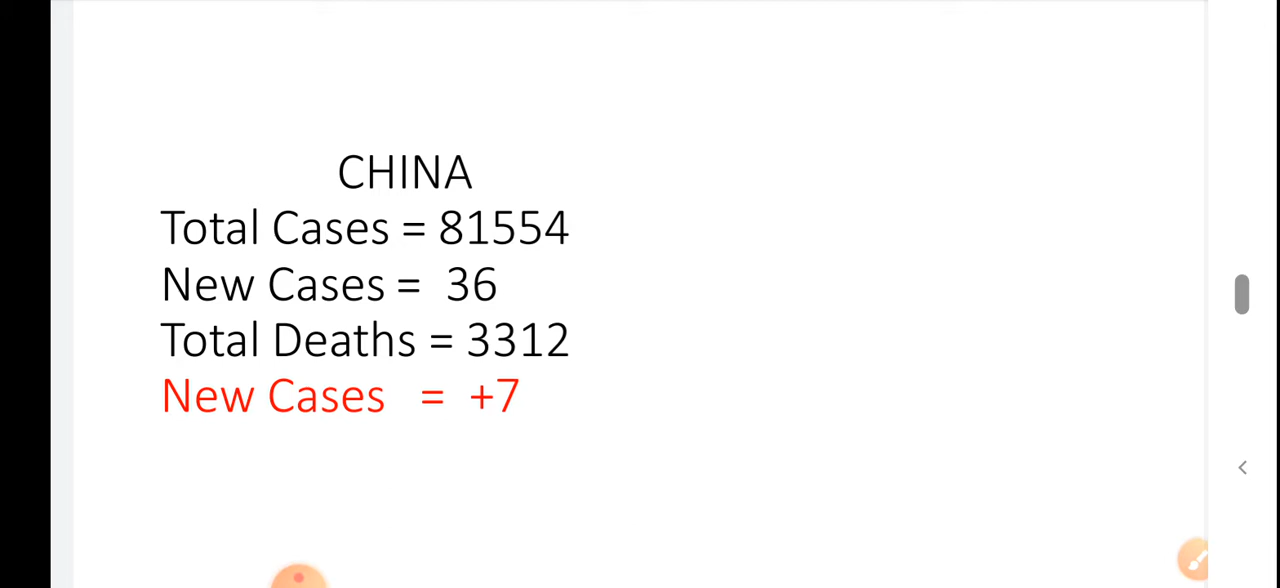 CHINA
Total Cases = 81554
New Cases = 36
Total Deaths = 3312
New Cases = +7